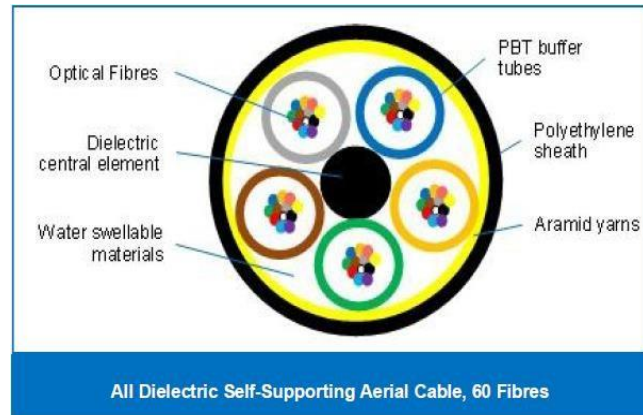 Optical Fibres
PBT buffer
tubes
Dielectric
central element
Polyethylene
sheath
Water swellable
materials
Aramid yarns
All Dielectric Self-Supporting Aerial Cable, 60 Fibres